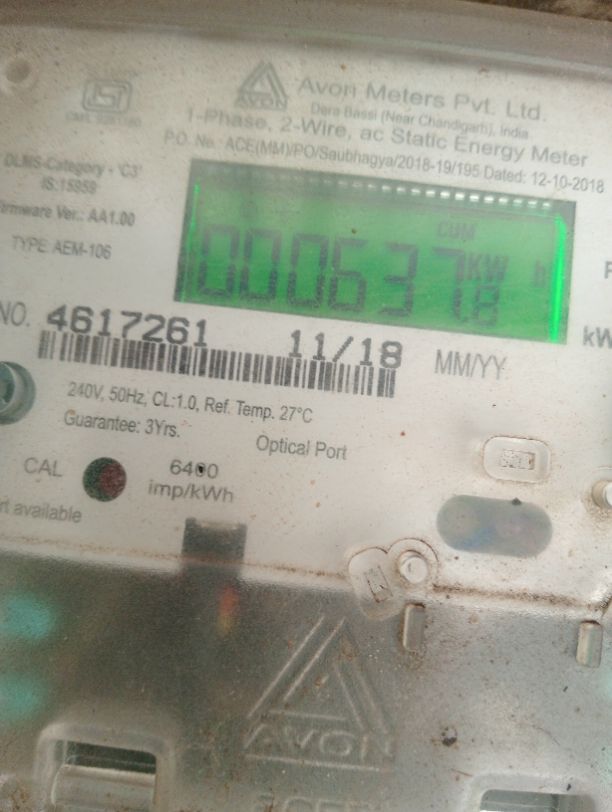 AVON
Avon Meters Pvt. Ltd.
Dera Bassi (Near Chandigarh), India
1-Phase, 2-Wire, ac Static Energy Meter
P.O. No.: ACE(MM)/PO/Saubhagya/2018-19/195 Dated: 12-10-2018
DLMS-Category - 'C3'
IS:15959
Firmware Ver.: AA1.00
TYPE: AEM-106
CUM
000637.8 KW h
NO. 4617261 11/18 MM/YY
240V, 50Hz, CL:1.0, Ref. Temp. 27°C
Guarantee: 3Yrs.
Optical Port
CAL
6400
imp/kWh
available
AVON